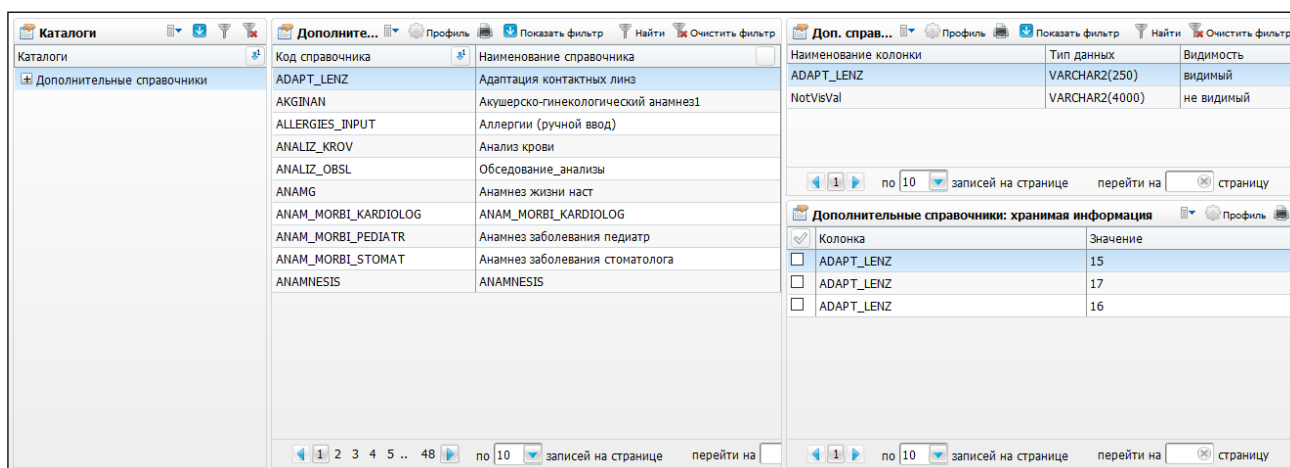 Каталоги
Каталоги
Дополнительные справочники
Дополните... Профиль Показать фильтр Найти Очистить фильтр
Код справочника Наименование справочника
ADAPT_LENZ Адаптация контактных линз
AKGINAN Акушерско-гинекологический анамнез1
ALLERGIES_INPUT Аллергии (ручной ввод)
ANALIZ_KROV Анализ крови
ANALIZ_OBSL Обседование_анализы
ANAMG Анамнез жизни наст
ANAM_MORBI_KARDIOLOG ANAM_MORBI_KARDIOLOG
ANAM_MORBI_PEDIATR Анамнез заболевания педиатр
ANAM_MORBI_STOMAT Анамнез заболевания стоматолога
ANAMNESIS ANAMNESIS
1 2 3 4 5 .. 48 по 10 записей на странице перейти на
Доп. справ... Профиль Показать фильтр Найти Очистить фильтр
Наименование колонки Тип данных Видимость
ADAPT_LENZ VARCHAR2(250) видимый
NotVisVal VARCHAR2(4000) не видимый
1 по 10 записей на странице перейти на страницу
Дополнительные справочники: хранимая информация Профиль
Колонка Значение
ADAPT_LENZ 15
ADAPT_LENZ 17
ADAPT_LENZ 16
1 по 10 записей на странице перейти на страницу